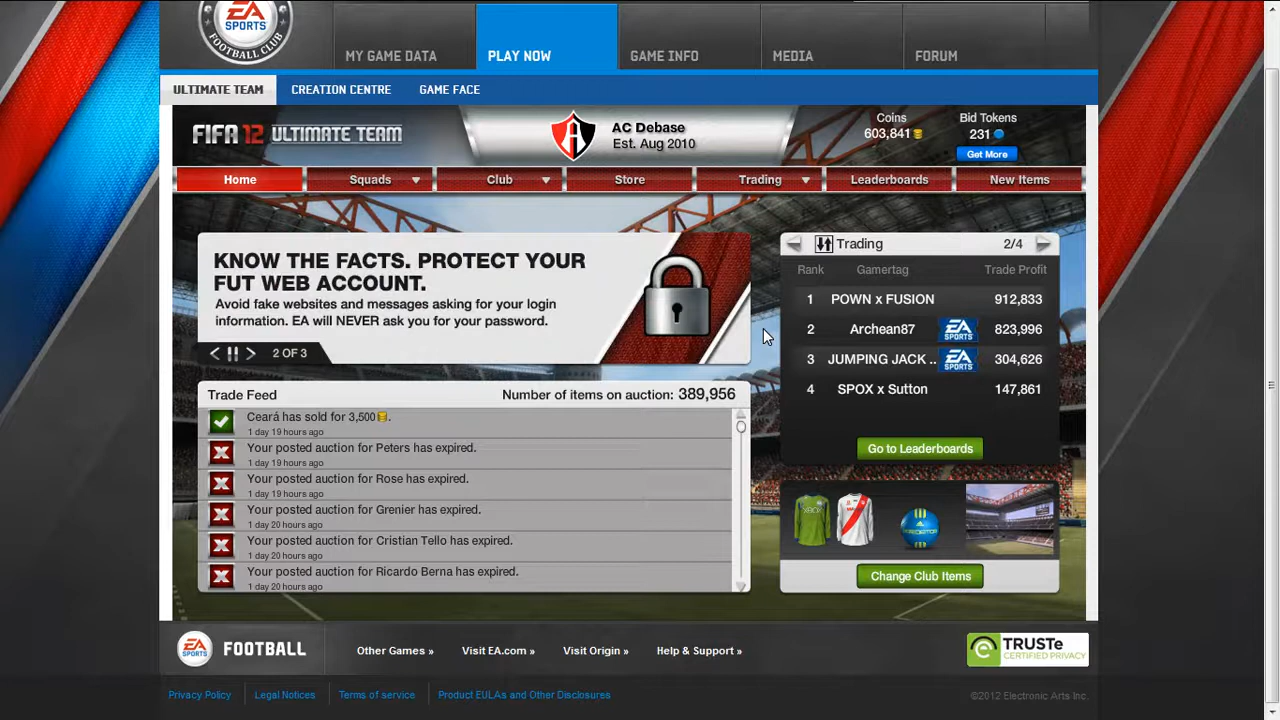 EA SPORTS
FOOTBALL CLUB
MY GAME DATA
PLAY NOW
GAME INFO
MEDIA
FORUM
ULTIMATE TEAM
CREATION CENTRE
GAME FACE
FIFA 12 ULTIMATE TEAM
AC Debase
Est. Aug 2010
Coins
603,841
Bid Tokens
231
Get More
Home
Squads
Club
Store
Trading
Leaderboards
New Items
KNOW THE FACTS. PROTECT YOUR
FUT WEB ACCOUNT.
Avoid fake websites and messages asking for your login
information. EA will NEVER ask you for your password.
2 OF 3
Trading 2/4
Rank Gamertag Trade Profit
1 POWN x FUSION 912,833
2 Archean87 EA SPORTS 823,996
3 JUMPING JACK .. EA SPORTS 304,626
4 SPOX x Sutton 147,861
Go to Leaderboards
Trade Feed Number of items on auction: 389,956
Ceará has sold for 3,500.
1 day 19 hours ago
Your posted auction for Peters has expired.
1 day 19 hours ago
Your posted auction for Rose has expired.
1 day 19 hours ago
Your posted auction for Grenier has expired.
1 day 20 hours ago
Your posted auction for Cristian Tello has expired.
1 day 20 hours ago
Your posted auction for Ricardo Berna has expired.
1 day 20 hours ago
XBOX
Change Club Items
EA SPORTS FOOTBALL
Other Games »
Visit EA.com »
Visit Origin »
Help & Support »
TRUSTe
CERTIFIED PRIVACY
Privacy Policy
Legal Notices
Terms of service
Product EULAs and Other Disclosures
©2012 Electronic Arts Inc.